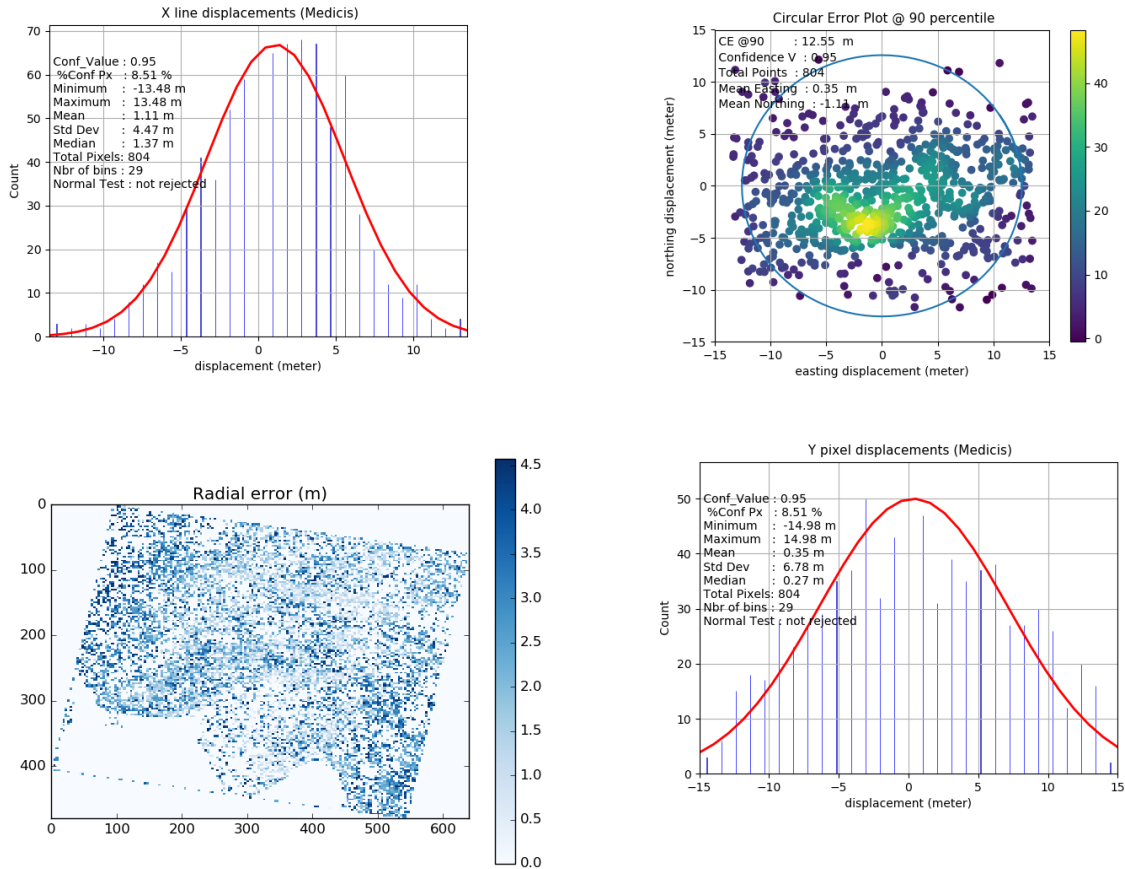 X line displacements (Medicis)
70
60
50
40
30
20
10
0
Count
Conf_Value : 0.95
%Conf Px : 8.51 %
Minimum : -13.48 m
Maximum : 13.48 m
Mean : 1.11 m
Std Dev : 4.47 m
Median : 1.37 m
Total Pixels: 804
Nbr of bins : 29
Normal Test : not rejected
−10 −5 0 5 10
displacement (meter)
Circular Error Plot @ 90 percentile
15
10
5
0
−5
−10
−15
northing displacement (meter)
CE @90 : 12.55 m
Confidence V : 0.95
Total Points : 804
Mean Easting : 0.35 m
Mean Northing : -1.11 m
−15 −10 −5 0 5 10 15
easting displacement (meter)
40
30
20
10
0
Radial error (m)
0
100
200
300
400
0 100 200 300 400 500 600
4.5
4.0
3.5
3.0
2.5
2.0
1.5
1.0
0.5
0.0
Y pixel displacements (Medicis)
50
40
30
20
10
0
Count
Conf_Value : 0.95
%Conf Px : 8.51 %
Minimum : -14.98 m
Maximum : 14.98 m
Mean : 0.35 m
Std Dev : 6.78 m
Median : 0.27 m
Total Pixels: 804
Nbr of bins : 29
Normal Test : not rejected
−15 −10 −5 0 5 10 15
displacement (meter)